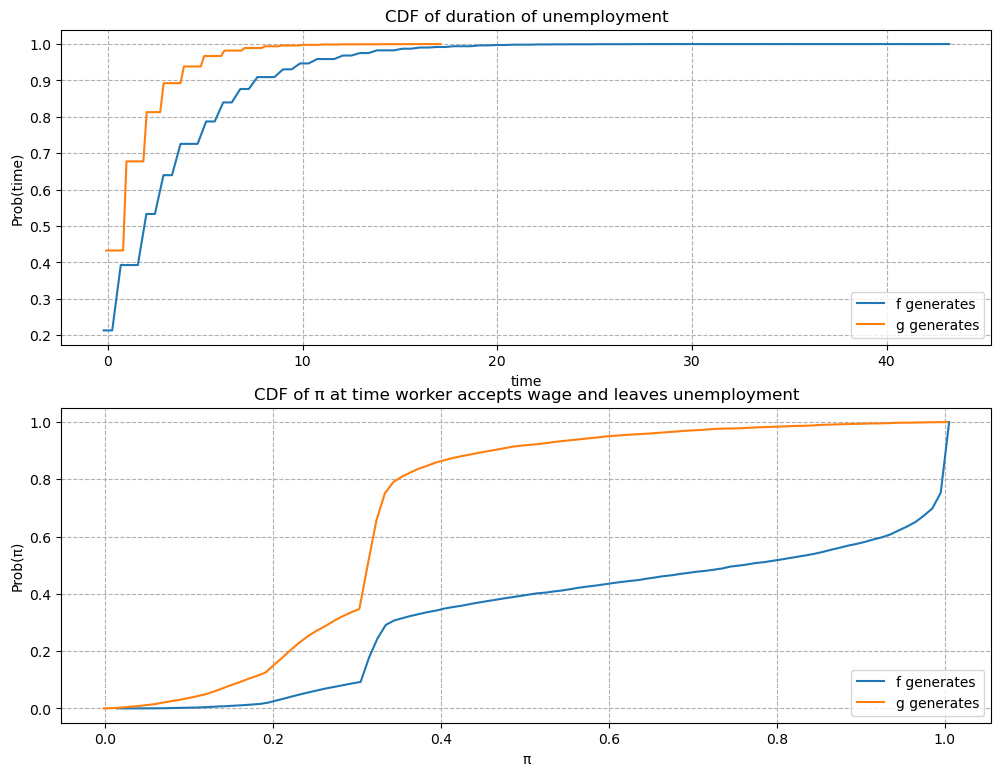 CDF of duration of unemployment
Prob(time)
1.0
0.9
0.8
0.7
0.6
0.5
0.4
0.3
0.2
f generates
g generates
0 10 20 30 40
time
CDF of π at time worker accepts wage and leaves unemployment
Prob(π)
1.0
0.8
0.6
0.4
0.2
0.0
f generates
g generates
0.0 0.2 0.4 0.6 0.8 1.0
π